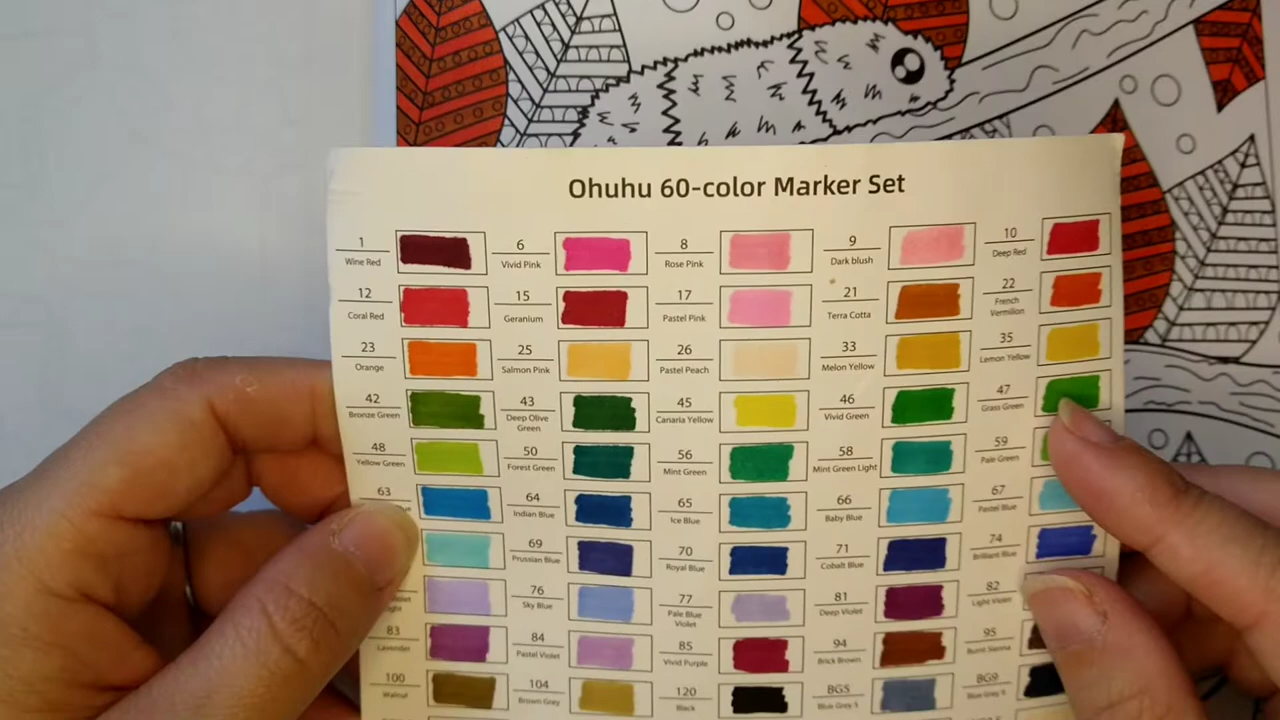 Ohuhu 60-color Marker Set
1 6 8 9 10
Wine Red Vivid Pink Rose Pink Dark blush Deep Red
12 15 17 21 22
Coral Red Geranium Pastel Pink Terra Cotta French
Vermilion
23 25 26 33 35
Orange Salmon Pink Pastel Peach Melon Yellow Lemon Yellow
42 43 45 46 47
Bronze Green Deep Olive Canaria Yellow Vivid Green Grass Green
Green
48 50 56 58 59
Yellow Green Forest Green Mint Green Mint Green Light Pale Green
63 64 65 66 67
Indian Blue Ice Blue Baby Blue Pastel Blue
69 70 71 74
Prussian Blue Royal Blue Cobalt Blue Brilliant Blue
76 77 81 82
Sky Blue Pale Blue Deep Violet Light Violet
Violet
83 84 85 94 95
Lavender Pastel Violet Vivid Purple Brick Brown Burnt Sienna
100 104 120 BG5 BG9
Walnut Brown Grey Black Blue Grey 5 Blue Grey 9